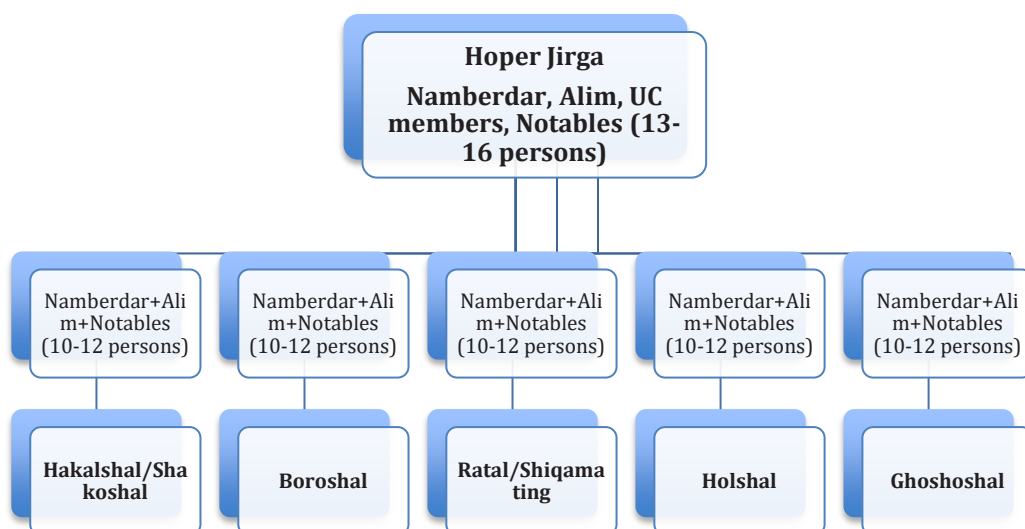 Hoper Jirga
Namberdar, Alim, UC
members, Notables (13-
16 persons)
Namberdar+Ali
m+Notables
(10-12 persons)
Namberdar+Ali
m+Notables
(10-12 persons)
Namberdar+Ali
m+Notables
(10-12 persons)
Namberdar+Ali
m+Notables
(10-12 persons)
Namberdar+Ali
m+Notables
(10-12 persons)
Hakalshal/Sha
koshal
Boroshal
Ratal/Shiqama
ting
Holshal
Ghoshoshal